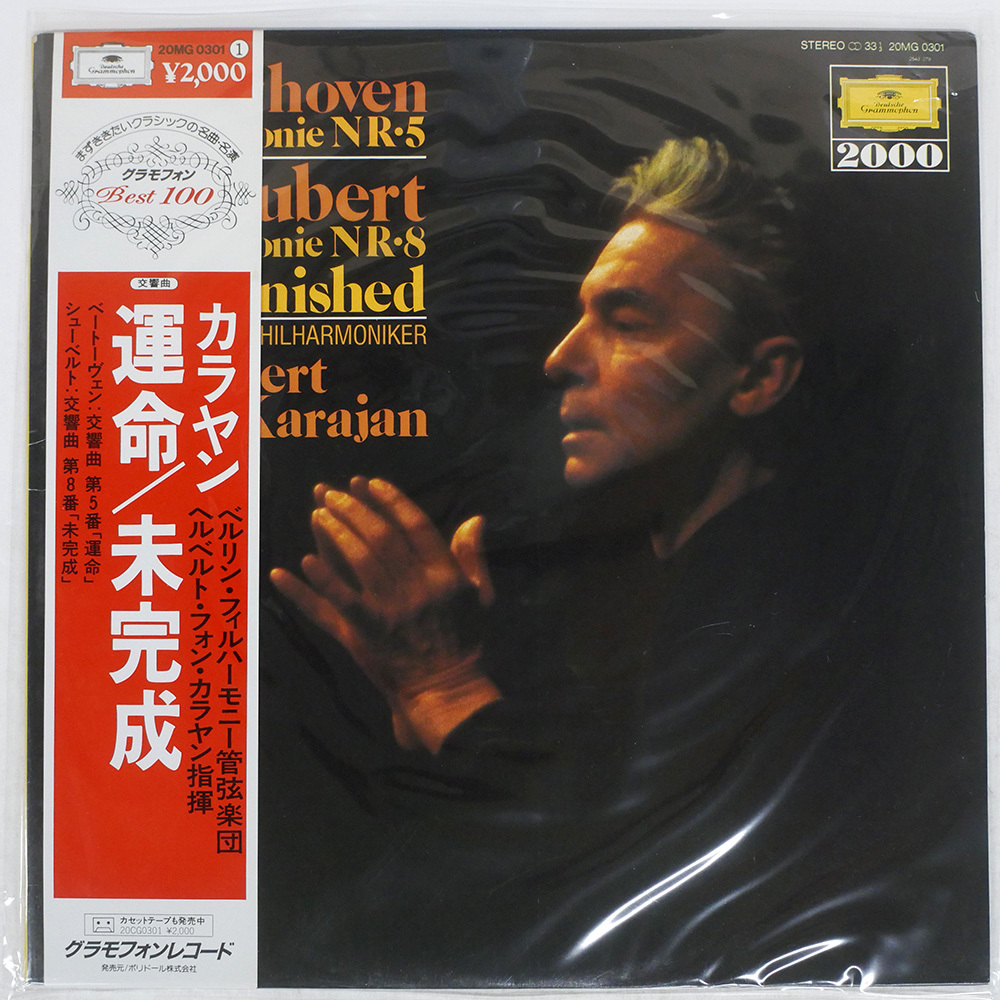 Deutsche
Grammophon
20MG 0301 ①
¥2,000
まずききたいクラシックの名曲・名演
グラモフォン
Best 100
交響曲
カラヤン
運命/未完成
ベートーヴェン:交響曲 第5番「運命」
シューベルト:交響曲 第8番「未完成」
ベルリン・フィルハーモニー管弦楽団
ヘルベルト・フォン・カラヤン指揮
カセットテープも発売中
20CG0301 ¥2,000
グラモフォンレコード
発売元/ポリドール株式会社
hoven
onie NR·5
ubert
onie NR·8
nished
HILHARMONIKER
ert
Karajan
STEREO 33⅓ 20MG 0301
Deutsche
Grammophon
2000